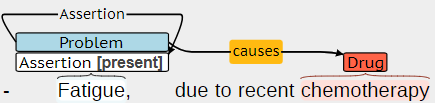 Assertion
Problem
causes
Drug
Assertion [present]
- Fatigue, due to recent chemotherapy